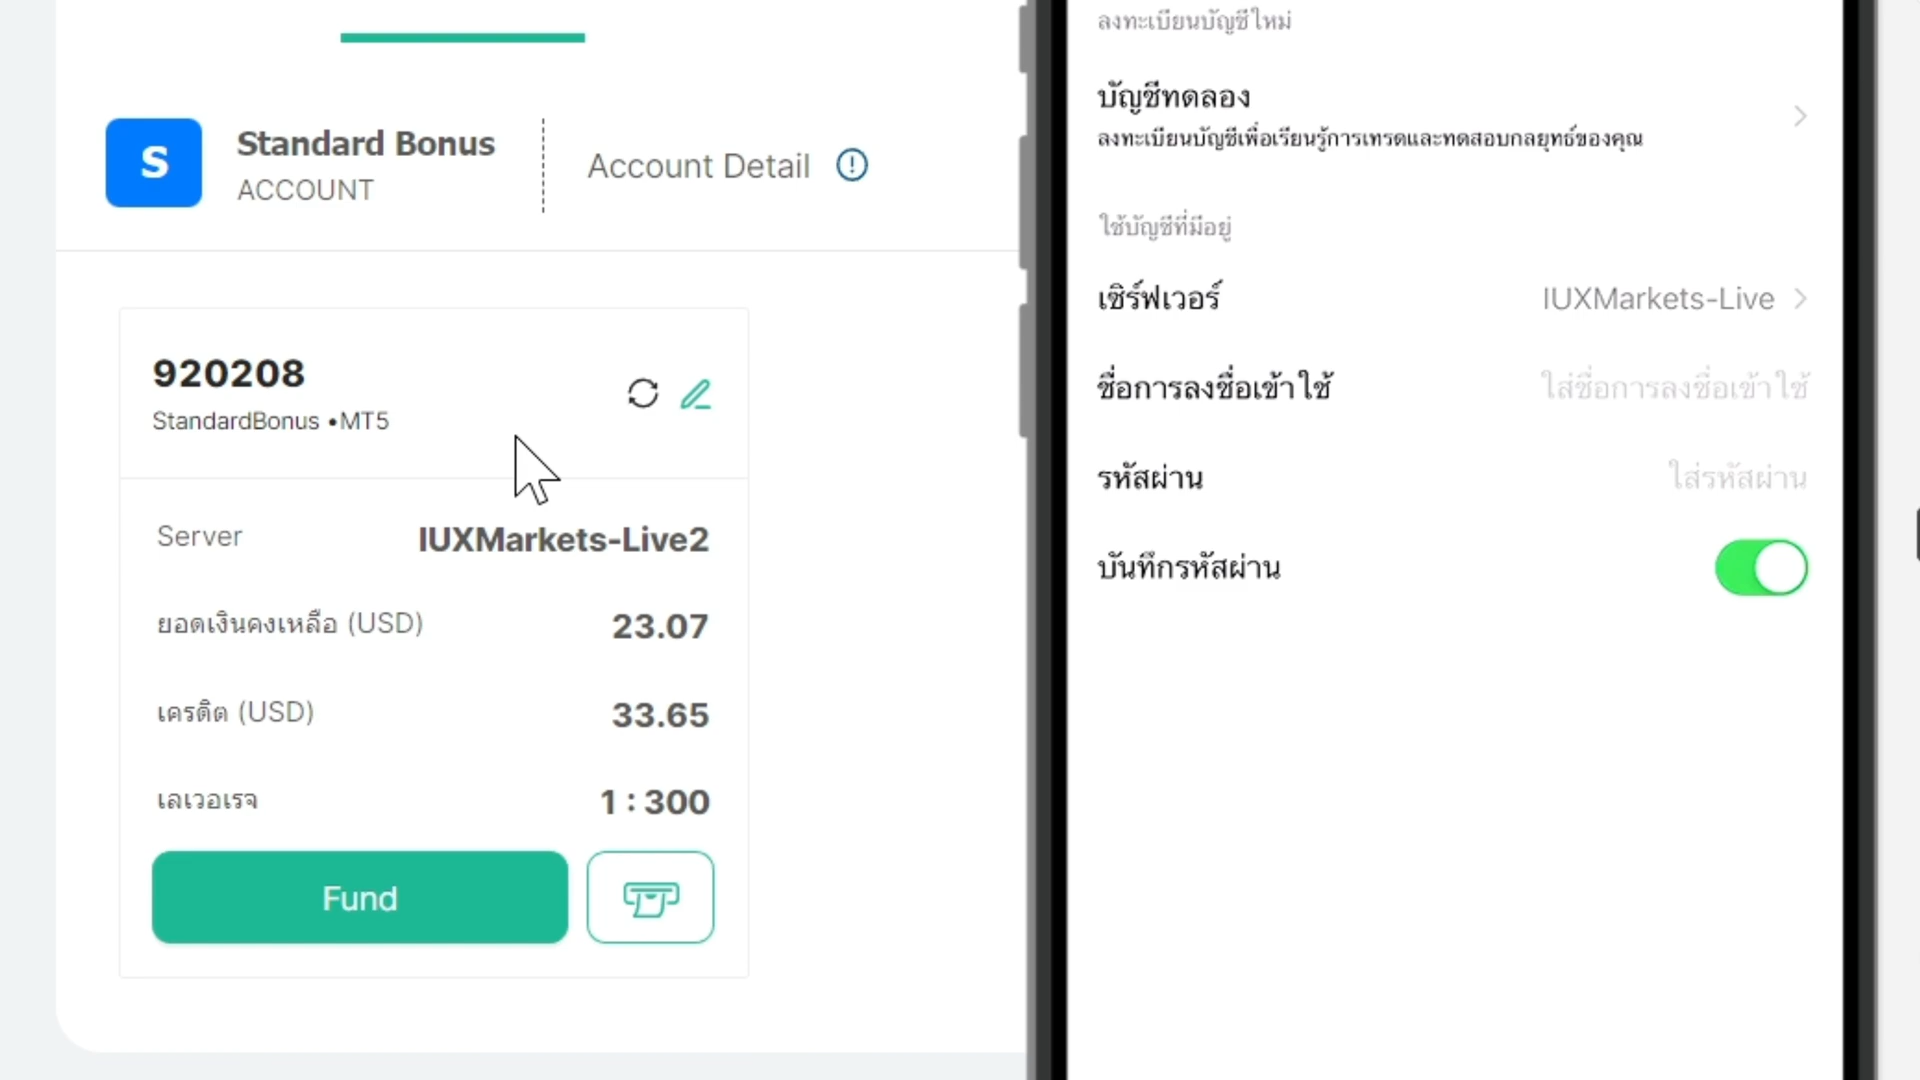 S
Standard Bonus
ACCOUNT
Account Detail
920208
StandardBonus •MT5
Server IUXMarkets-Live2
ยอดเงินคงเหลือ (USD) 23.07
เครดิต (USD) 33.65
เลเวอเรจ 1 : 300
Fund
ลงทะเบียนบัญชีใหม่
บัญชีทดลอง
ลงทะเบียนบัญชีเพื่อเรียนรู้การเทรดและทดสอบกลยุทธ์ของคุณ
ใช้บัญชีที่มีอยู่
เซิร์ฟเวอร์ IUXMarkets-Live
ชื่อการลงชื่อเข้าใช้ ใส่ชื่อการลงชื่อเข้าใช้
รหัสผ่าน ใส่รหัสผ่าน
บันทึกรหัสผ่าน